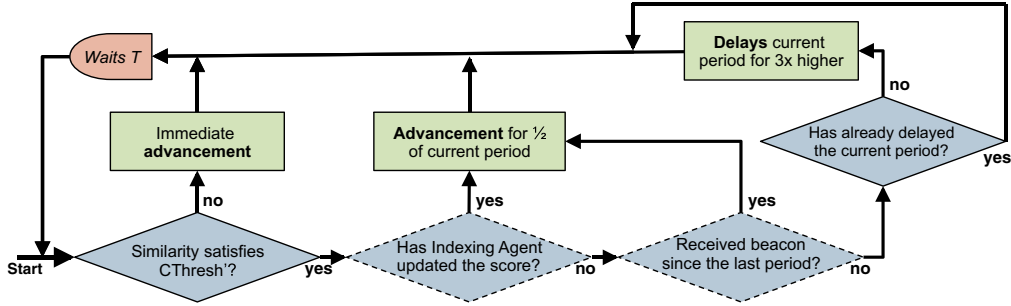 Waits T
Delays current
period for 3x higher
Immediate
advancement
Advancement for ½
of current period
Has already delayed
the current period?
no
yes
no
yes
yes
Start
Similarity satisfies
CThresh'?
yes
Has Indexing Agent
updated the score?
no
Received beacon
since the last period?
no